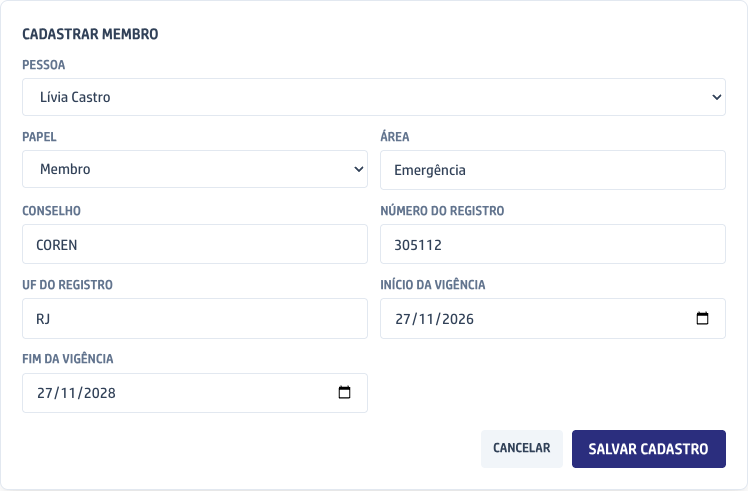 CADASTRAR MEMBRO
PESSOA
Lívia Castro
PAPEL
ÁREA
Membro
Emergência
CONSELHO
NÚMERO DO REGISTRO
COREN
305112
UF DO REGISTRO
INÍCIO DA VIGÊNCIA
RJ
27/11/2026
FIM DA VIGÊNCIA
27/11/2028
CANCELAR
SALVAR CADASTRO